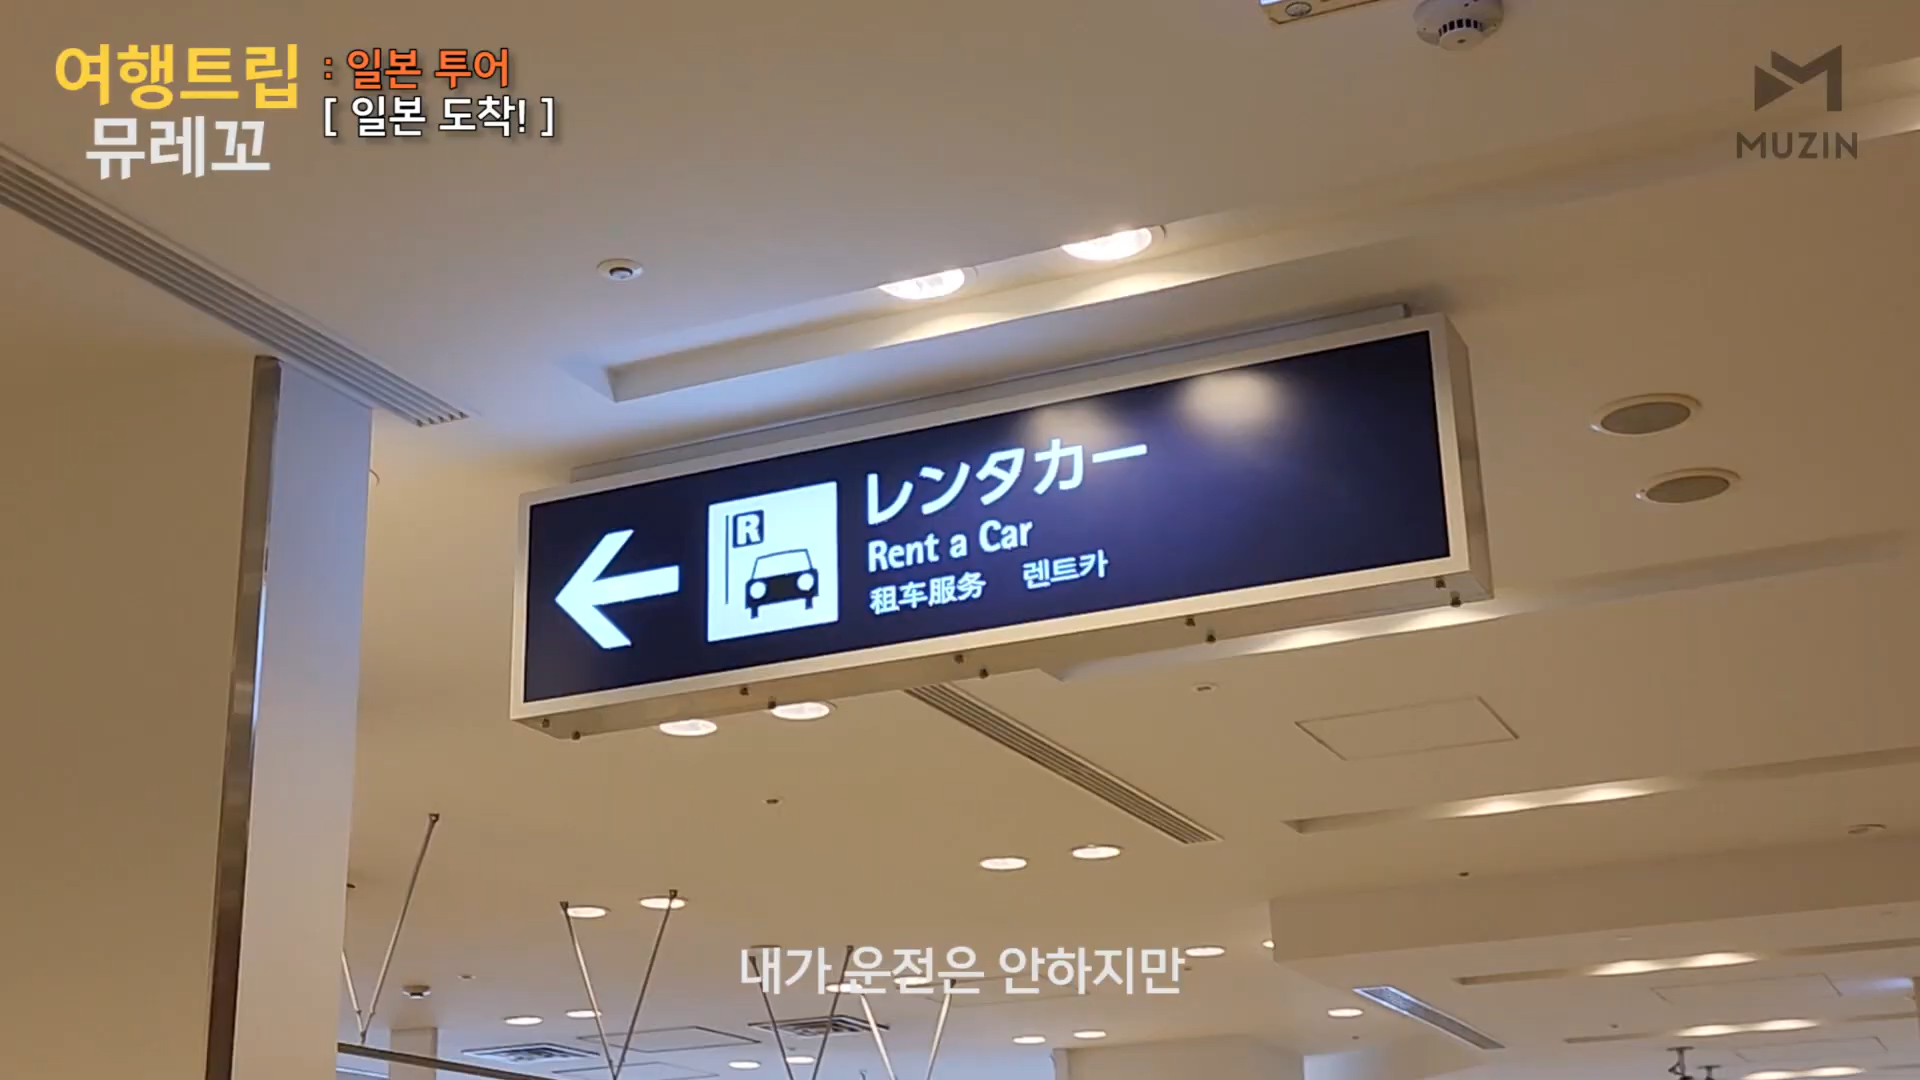 여행트립
뮤레꼬
: 일본 투어
[ 일본 도착! ]
MUZIN
R
レンタカー
Rent a Car
租车服务 렌트카
내가 운전은 안하지만